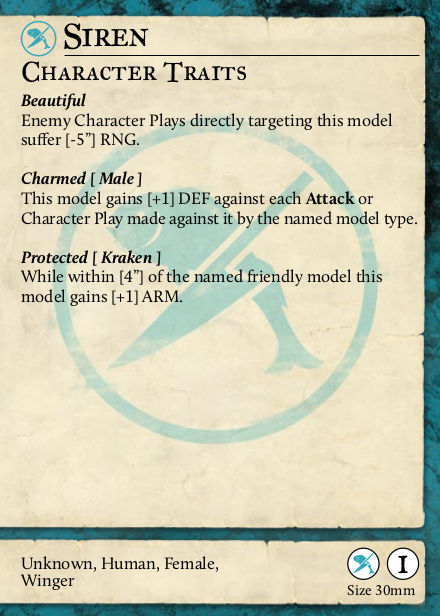 Siren
Character Traits
Beautiful
Enemy Character Plays directly targeting this model
suffer [-5”] RNG.
Charmed [ Male ]
This model gains [+1] DEF against each Attack or
Character Play made against it by the named model type.
Protected [ Kraken ]
While within [4”] of the named friendly model this
model gains [+1] ARM.
Unknown, Human, Female,
Winger
I
Size 30mm